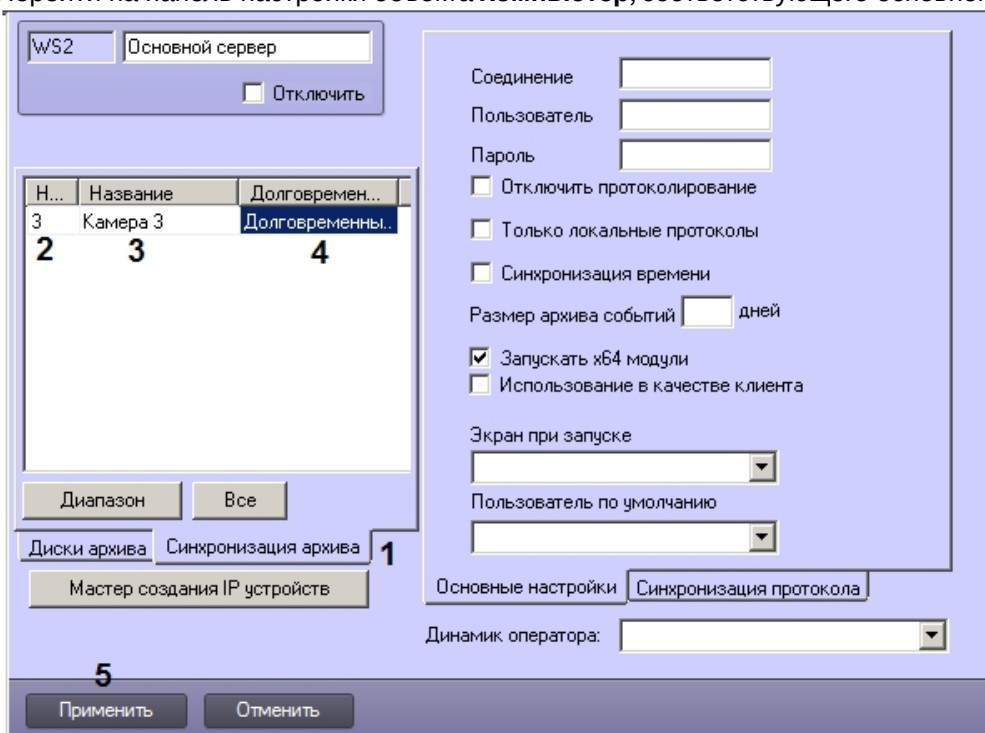 WS2 Основной сервер
Отключить
Н... Название Долговремен...
3 Камера 3 Долговременны..
2 3 4
Диапазон Все
Диски архива Синхронизация архива 1
Мастер создания IP устройств
Соединение
Пользователь
Пароль
Отключить протоколирование
Только локальные протоколы
Синхронизация времени
Размер архива событий дней
Запускать x64 модули
Использование в качестве клиента
Экран при запуске
Пользователь по умолчанию
Основные настройки Синхронизация протокола
Динамик оператора:
5
Применить Отменить